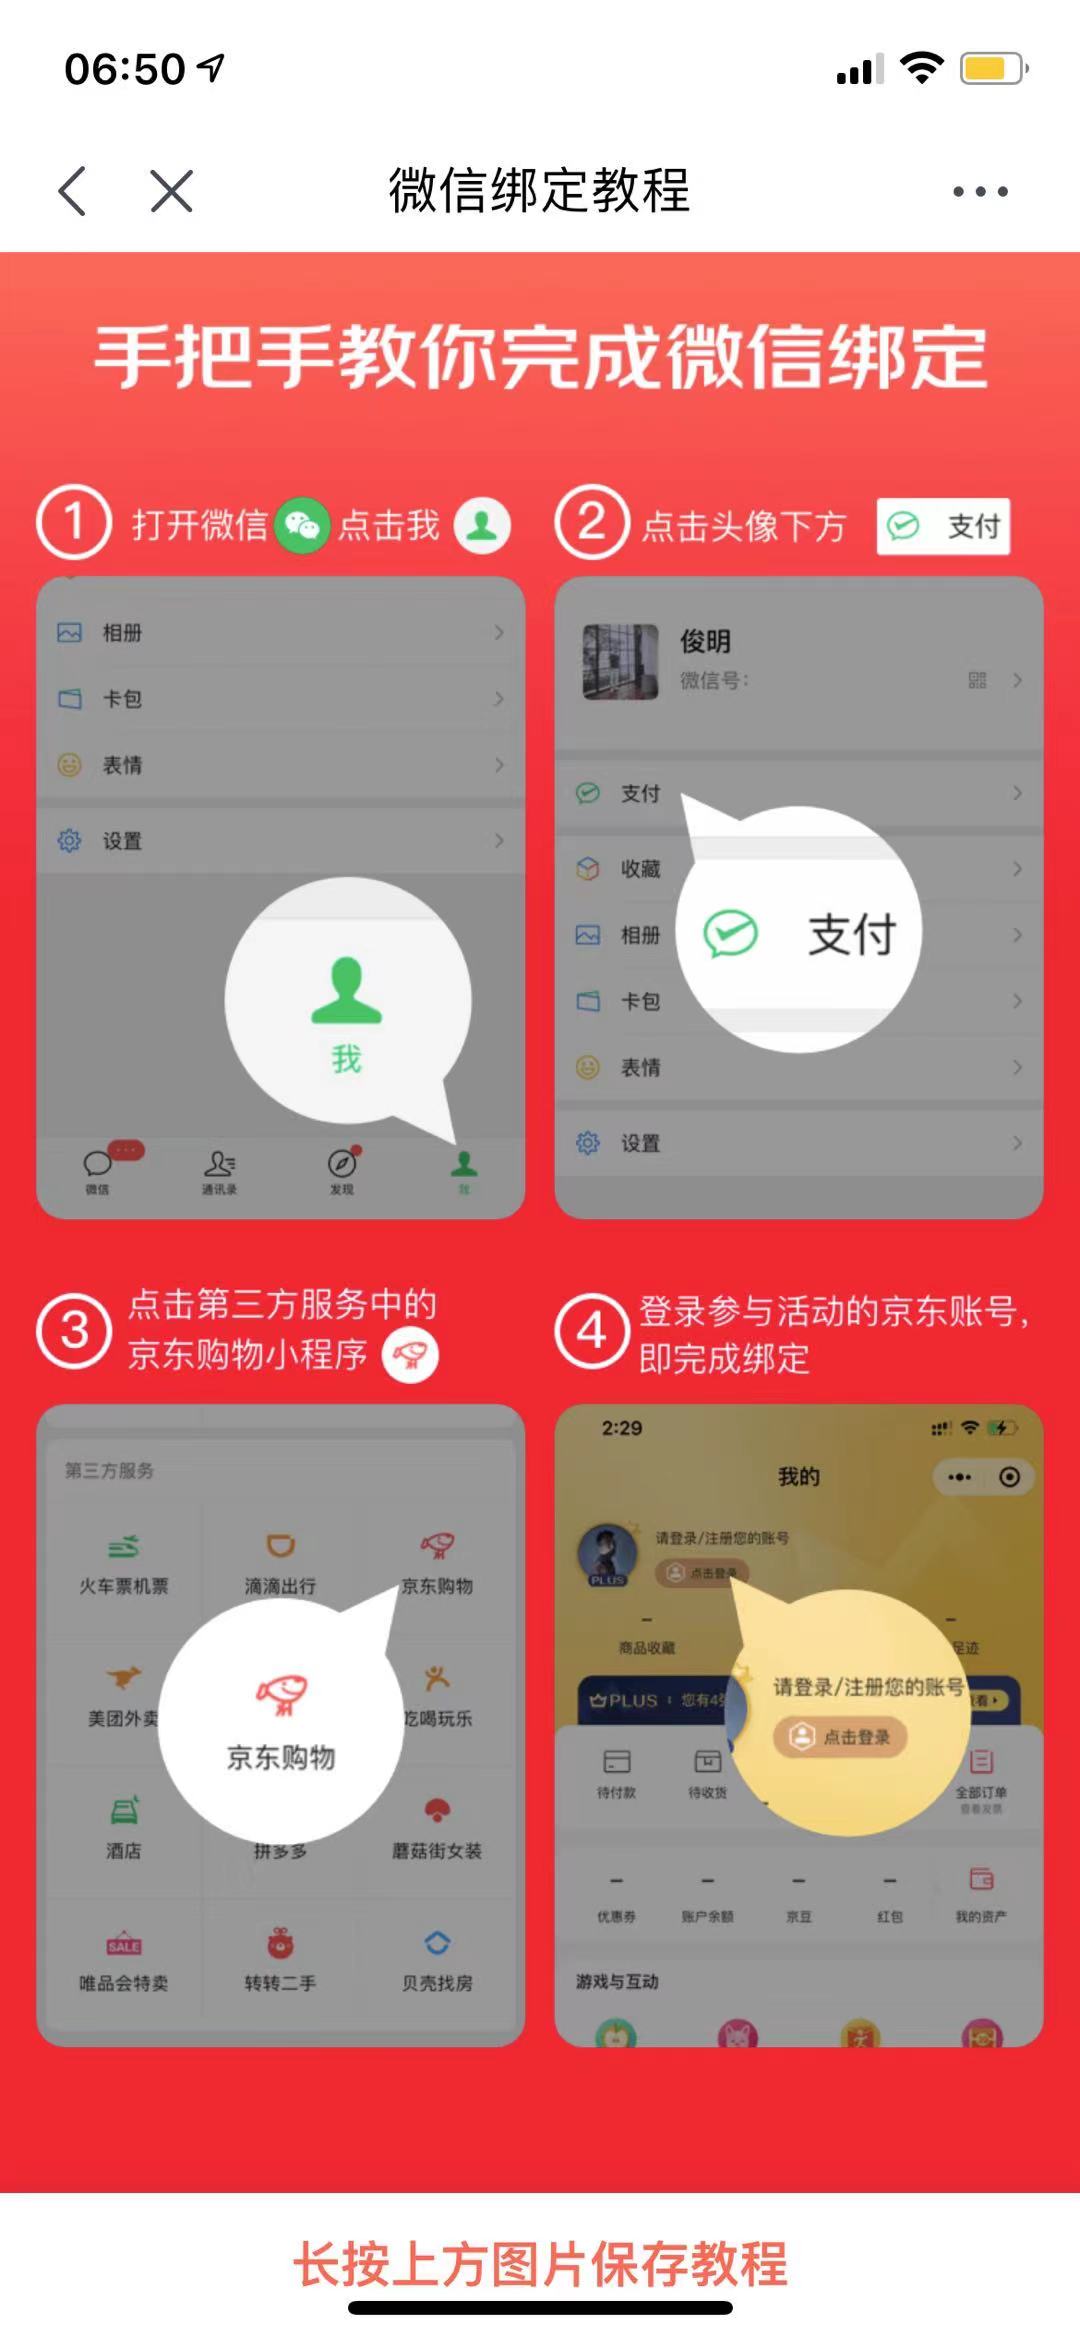 06:50
微信绑定教程
手把手教你完成微信绑定
1 打开微信 点击我
2 点击头像下方 支付
相册
卡包
表情
设置
我
微信
通讯录
发现
我
俊明
微信号:
支付
收藏
相册
卡包
表情
设置
支付
3 点击第三方服务中的
京东购物小程序
4 登录参与活动的京东账号,
即完成绑定
第三方服务
火车票机票 滴滴出行 京东购物
美团外卖 吃喝玩乐
京东购物
酒店 拼多多 蘑菇街女装
SALE
唯品会特卖 转转二手 贝壳找房
2:29
我的
请登录/注册您的账号
PLUS 点击登录
商品收藏 足迹
PLUS 您有4
请登录/注册您的账号
点击登录
待付款 待收货 全部订单
查看发票
优惠券 账户余额 京豆 红包 我的资产
游戏与互动
长按上方图片保存教程